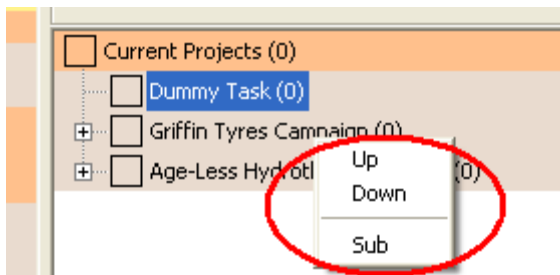 Current Projects (0)
Dummy Task (0)
Griffin Tyres Campaign (0)
Age-Less (0)
Up
Down
Sub